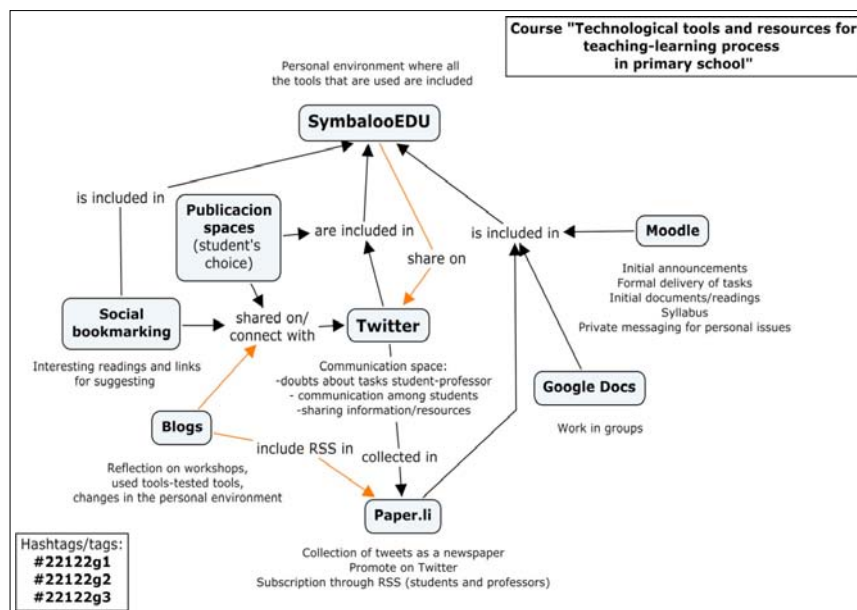 Course "Technological tools and resources for
teaching-learning process
in primary school"
Personal environment where all
the tools that are used are included
SymbalooEDU
is included in
Publicacion
spaces
(student's
choice)
are included in
is included in
Moodle
share on
Initial announcements
Formal delivery of tasks
Initial documents/readings
Syllabus
Private messaging for personal issues
Social
bookmarking
shared on/
connect with
Twitter
Interesting readings and links
for suggesting
Communication space:
-doubts about tasks student-professor
- communication among students
-sharing information/resources
Google Docs
Work in groups
Blogs
include RSS in
collected in
Reflection on workshops,
used tools-tested tools,
changes in the personal environment
Paper.li
Collection of tweets as a newspaper
Promote on Twitter
Subscription through RSS (students and professors)
Hashtags/tags:
#22122g1
#22122g2
#22122g3